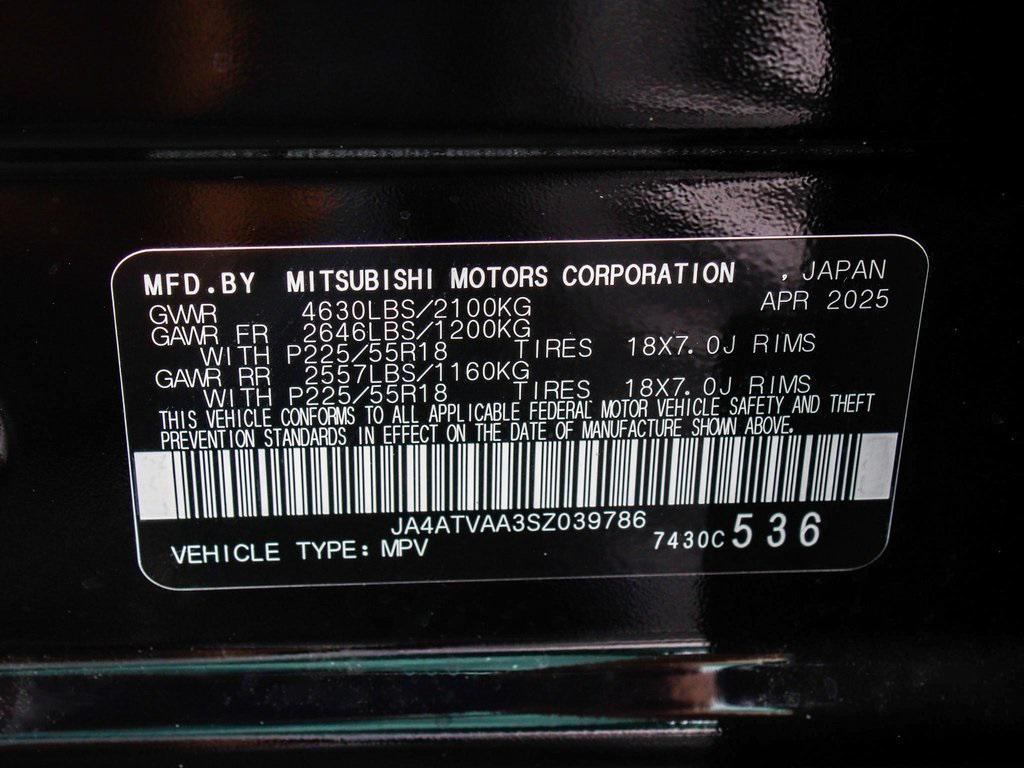 MFD.BY MITSUBISHI MOTORS CORPORATION , JAPAN
GVWR 4630LBS/2100KG APR 2025
GAWR FR 2646LBS/1200KG
WITH P225/55R18 TIRES 18X7.0J RIMS
GAWR RR 2557LBS/1160KG
WITH P225/55R18 TIRES 18X7.0J RIMS
THIS VEHICLE CONFORMS TO ALL APPLICABLE FEDERAL MOTOR VEHICLE SAFETY AND THEFT
PREVENTION STANDARDS IN EFFECT ON THE DATE OF MANUFACTURE SHOWN ABOVE.
JA4ATVAA3SZ039786
VEHICLE TYPE: MPV 7430C 536